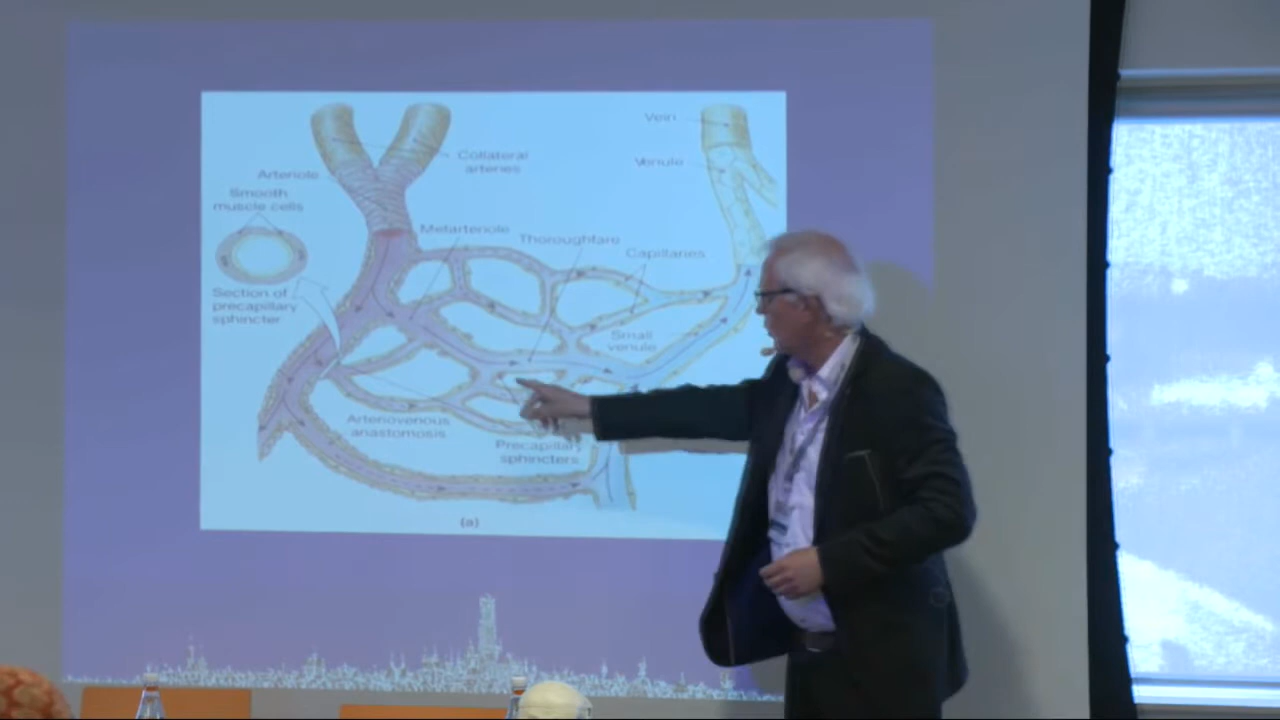 Vein
Collateral
arteries
Venule
Arteriole
Smooth
muscle cells
Metarteriole
Thoroughfare
Capillaries
Section of
precapillary
sphincter
Small
venule
Arteriovenous
anastomosis
Precapillary
sphincters
(a)